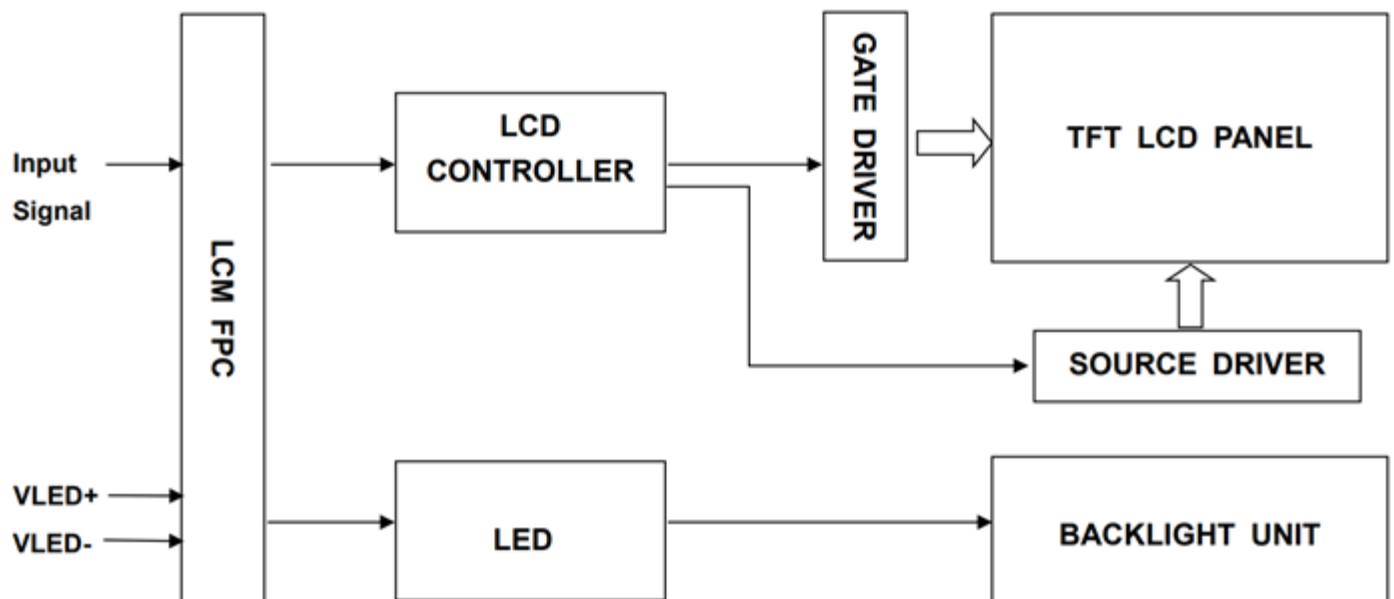 Input
Signal
LCM FPC
LCD
CONTROLLER
GATE DRIVER
TFT LCD PANEL
SOURCE DRIVER
VLED+
VLED-
LED
BACKLIGHT UNIT